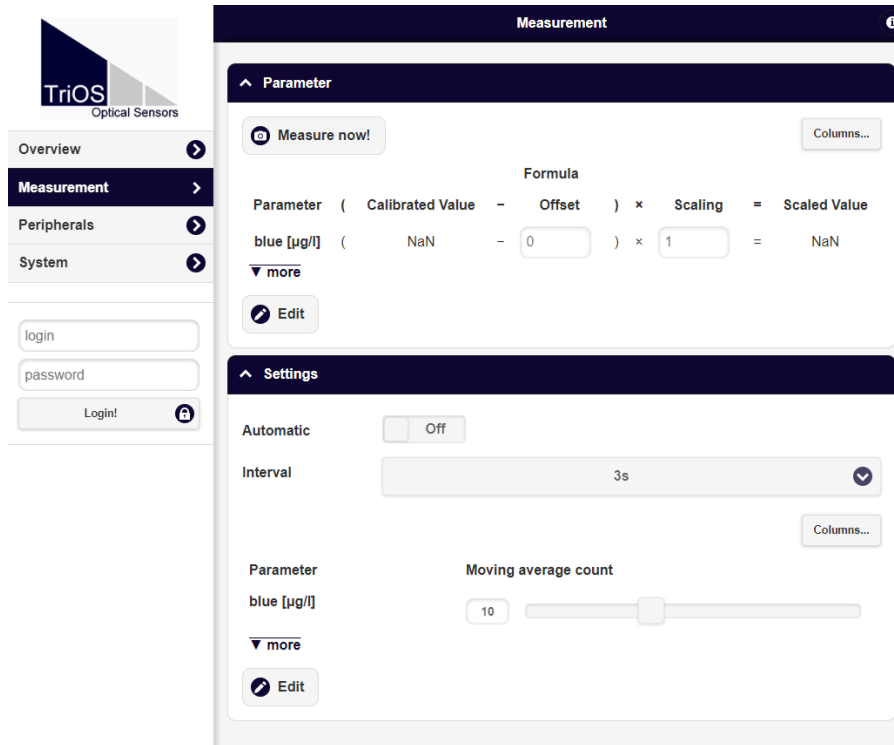 TriOS
Optical Sensors
Overview
Measurement
Peripherals
System
login
password
Login!
Measurement
Parameter
Measure now!
Columns...
Formula
Parameter ( Calibrated Value − Offset ) × Scaling = Scaled Value
blue [µg/l] ( NaN − 0 ) × 1 = NaN
▼ more
Edit
Settings
Automatic Off
Interval 3s
Columns...
Parameter Moving average count
blue [µg/l] 10
▼ more
Edit